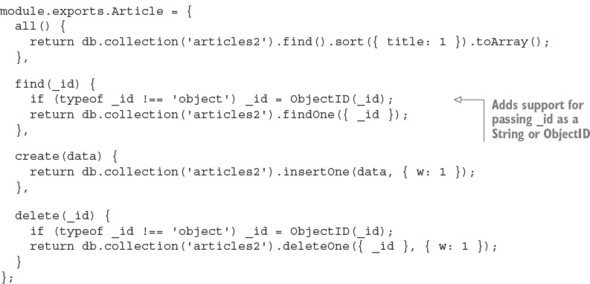 module.exports.Article = {
  all() {
    return db.collection('articles2').find().sort({ title: 1 }).toArray();
  },

  find(_id) {
    if (typeof _id !== 'object') _id = ObjectID(_id);
    return db.collection('articles2').findOne({ _id });
  },
Adds support for
passing _id as a
String or ObjectID

  create(data) {
    return db.collection('articles2').insertOne(data, { w: 1 });
  },

  delete(_id) {
    if (typeof _id !== 'object') _id = ObjectID(_id);
    return db.collection('articles2').deleteOne({ _id }, { w: 1 });
  }
};